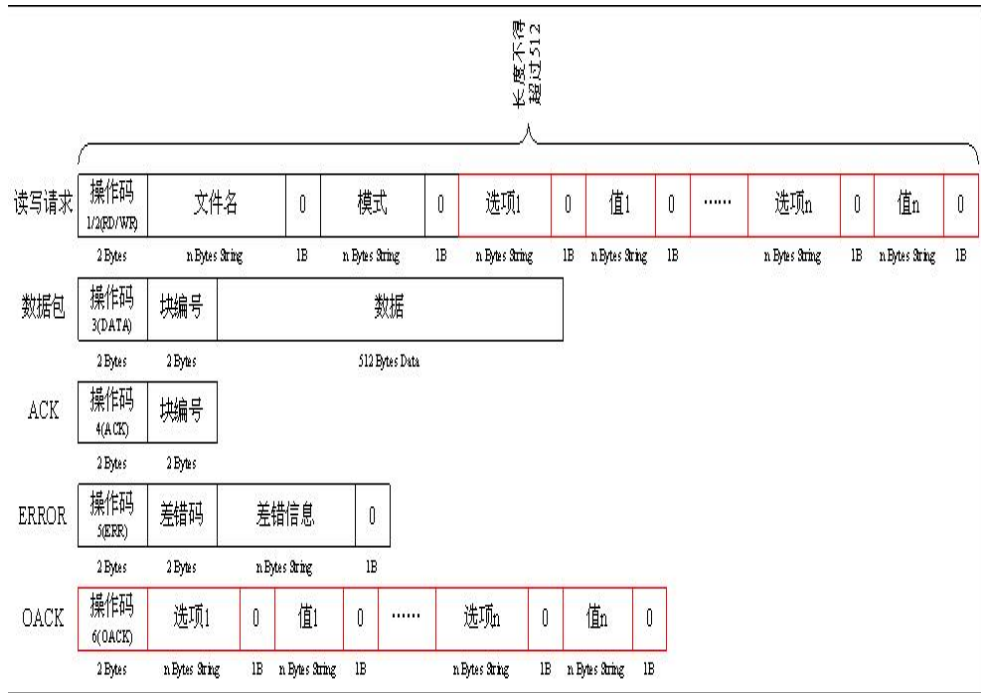 长度不得
超过512
读写请求 操作码 文件名 0 模式 0 选项1 0 值1 0 …… 选项n 0 值n 0
1/2(RD/WR)
2 Bytes n Bytes String 1B n Bytes String 1B n Bytes String 1B n Bytes String 1B n Bytes String 1B n Bytes String 1B
数据包 操作码 块编号 数据
3(DATA)
2 Bytes 2 Bytes 512 Bytes Data
ACK 操作码 块编号
4(ACK)
2 Bytes 2 Bytes
ERROR 操作码 差错码 差错信息 0
5(ERR)
2 Bytes 2 Bytes n Bytes String 1B
OACK 操作码 选项1 0 值1 0 …… 选项n 0 值n 0
6(OACK)
2 Bytes n Bytes String 1B n Bytes String 1B n Bytes String 1B n Bytes String 1B